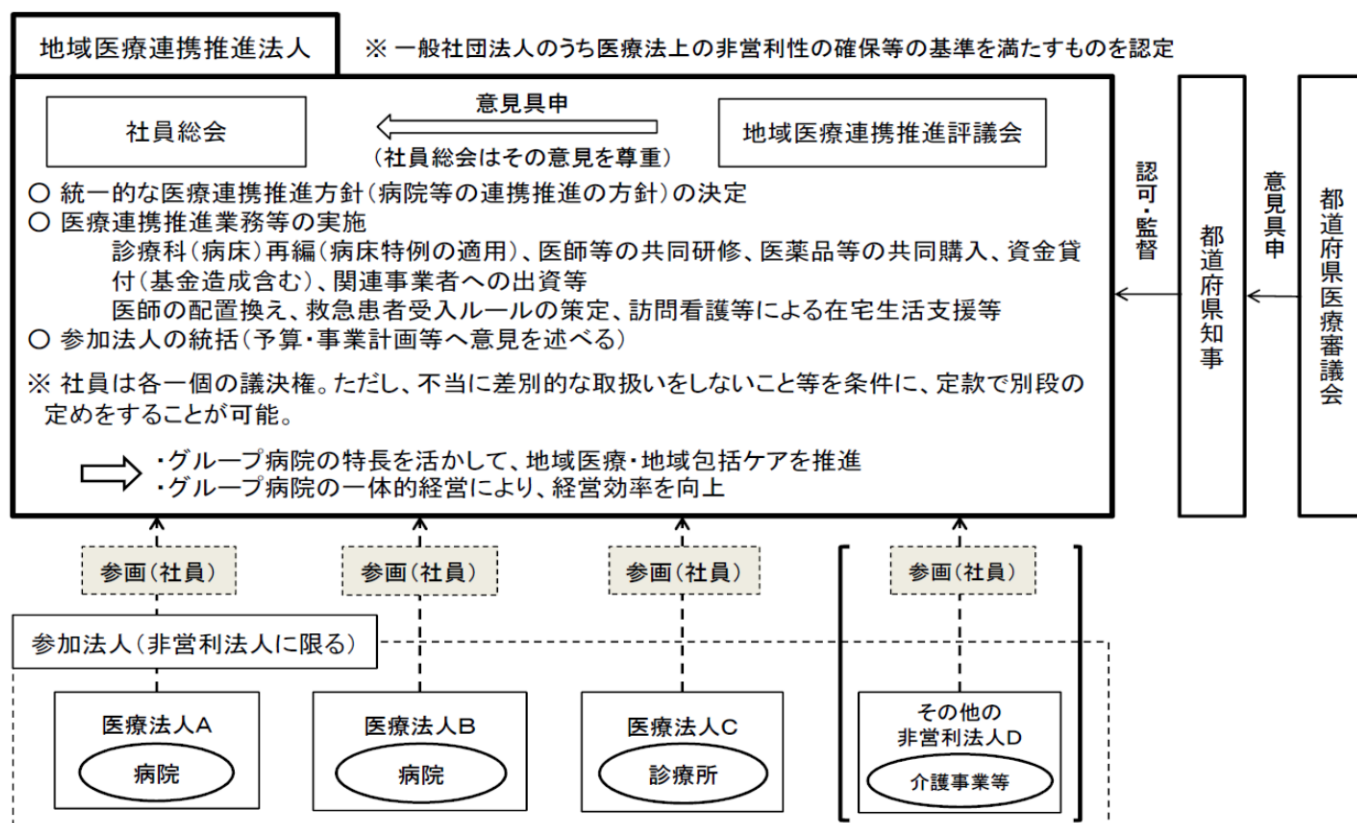 地域医療連携推進法人
※ 一般社団法人のうち医療法上の非営利性の確保等の基準を満たすものを認定
社員総会
意見具申
(社員総会はその意見を尊重)
地域医療連携推進評議会
○ 統一的な医療連携推進方針(病院等の連携推進の方針)の決定
○ 医療連携推進業務等の実施
診療科(病床)再編(病床特例の適用)、医師等の共同研修、医薬品等の共同購入、資金貸
付(基金造成含む)、関連事業者への出資等
医師の配置換え、救急患者受入ルールの策定、訪問看護等による在宅生活支援等
○ 参加法人の統括(予算・事業計画等へ意見を述べる)
※ 社員は各一個の議決権。ただし、不当に差別的な取扱いをしないこと等を条件に、定款で別段の
定めをすることが可能。
・グループ病院の特長を活かして、地域医療・地域包括ケアを推進
・グループ病院の一体的経営により、経営効率を向上
認可・監督
都道府県知事
意見具申
都道府県医療審議会
参画(社員)
参画(社員)
参画(社員)
参画(社員)
参加法人(非営利法人に限る)
医療法人A
病院
医療法人B
病院
医療法人C
診療所
その他の
非営利法人D
介護事業等